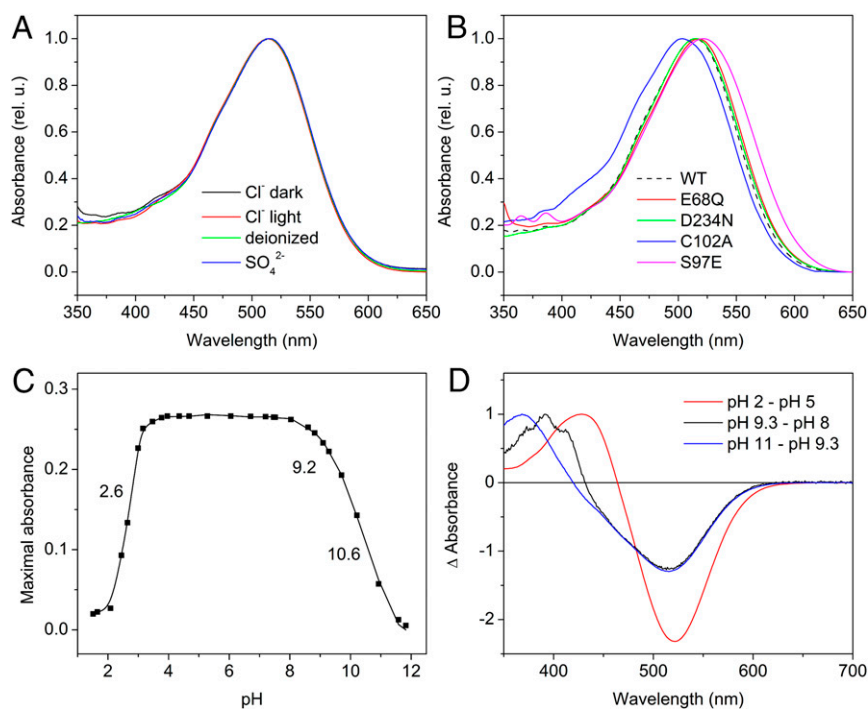 A
Absorbance (rel. u.)
1.0
0.8
0.6
0.4
0.2
0.0
Cl⁻ dark
Cl⁻ light
deionized
SO₄²⁻
350 400 450 500 550 600 650
Wavelength (nm)
B
Absorbance (rel. u.)
1.0
0.8
0.6
0.4
0.2
0.0
WT
E68Q
D234N
C102A
S97E
350 400 450 500 550 600 650
Wavelength (nm)
C
Maximal absorbance
0.3
0.2
0.1
0.0
2.6
9.2
10.6
2 4 6 8 10 12
pH
D
Δ Absorbance
1
0
-1
-2
pH 2 - pH 5
pH 9.3 - pH 8
pH 11 - pH 9.3
400 500 600 700
Wavelength (nm)